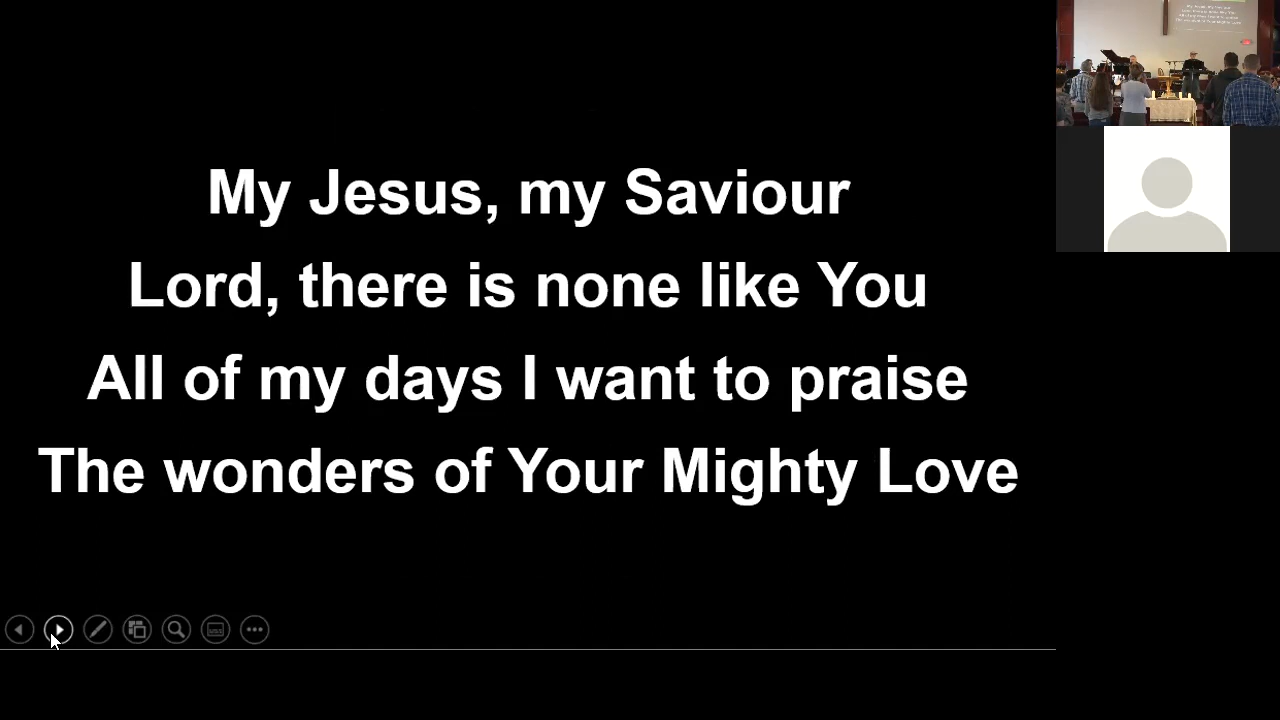 My Jesus, my Saviour
Lord, there is none like You
All of my days I want to praise
The wonders of Your Mighty Love